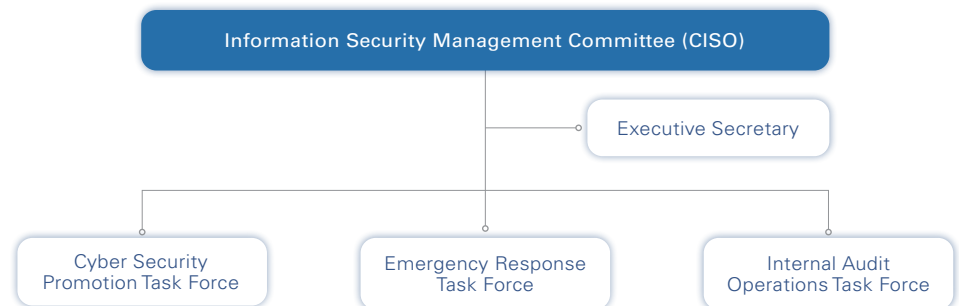 Information Security Management Committee (CISO)
Executive Secretary
Cyber Security
Promotion Task Force
Emergency Response
Task Force
Internal Audit
Operations Task Force